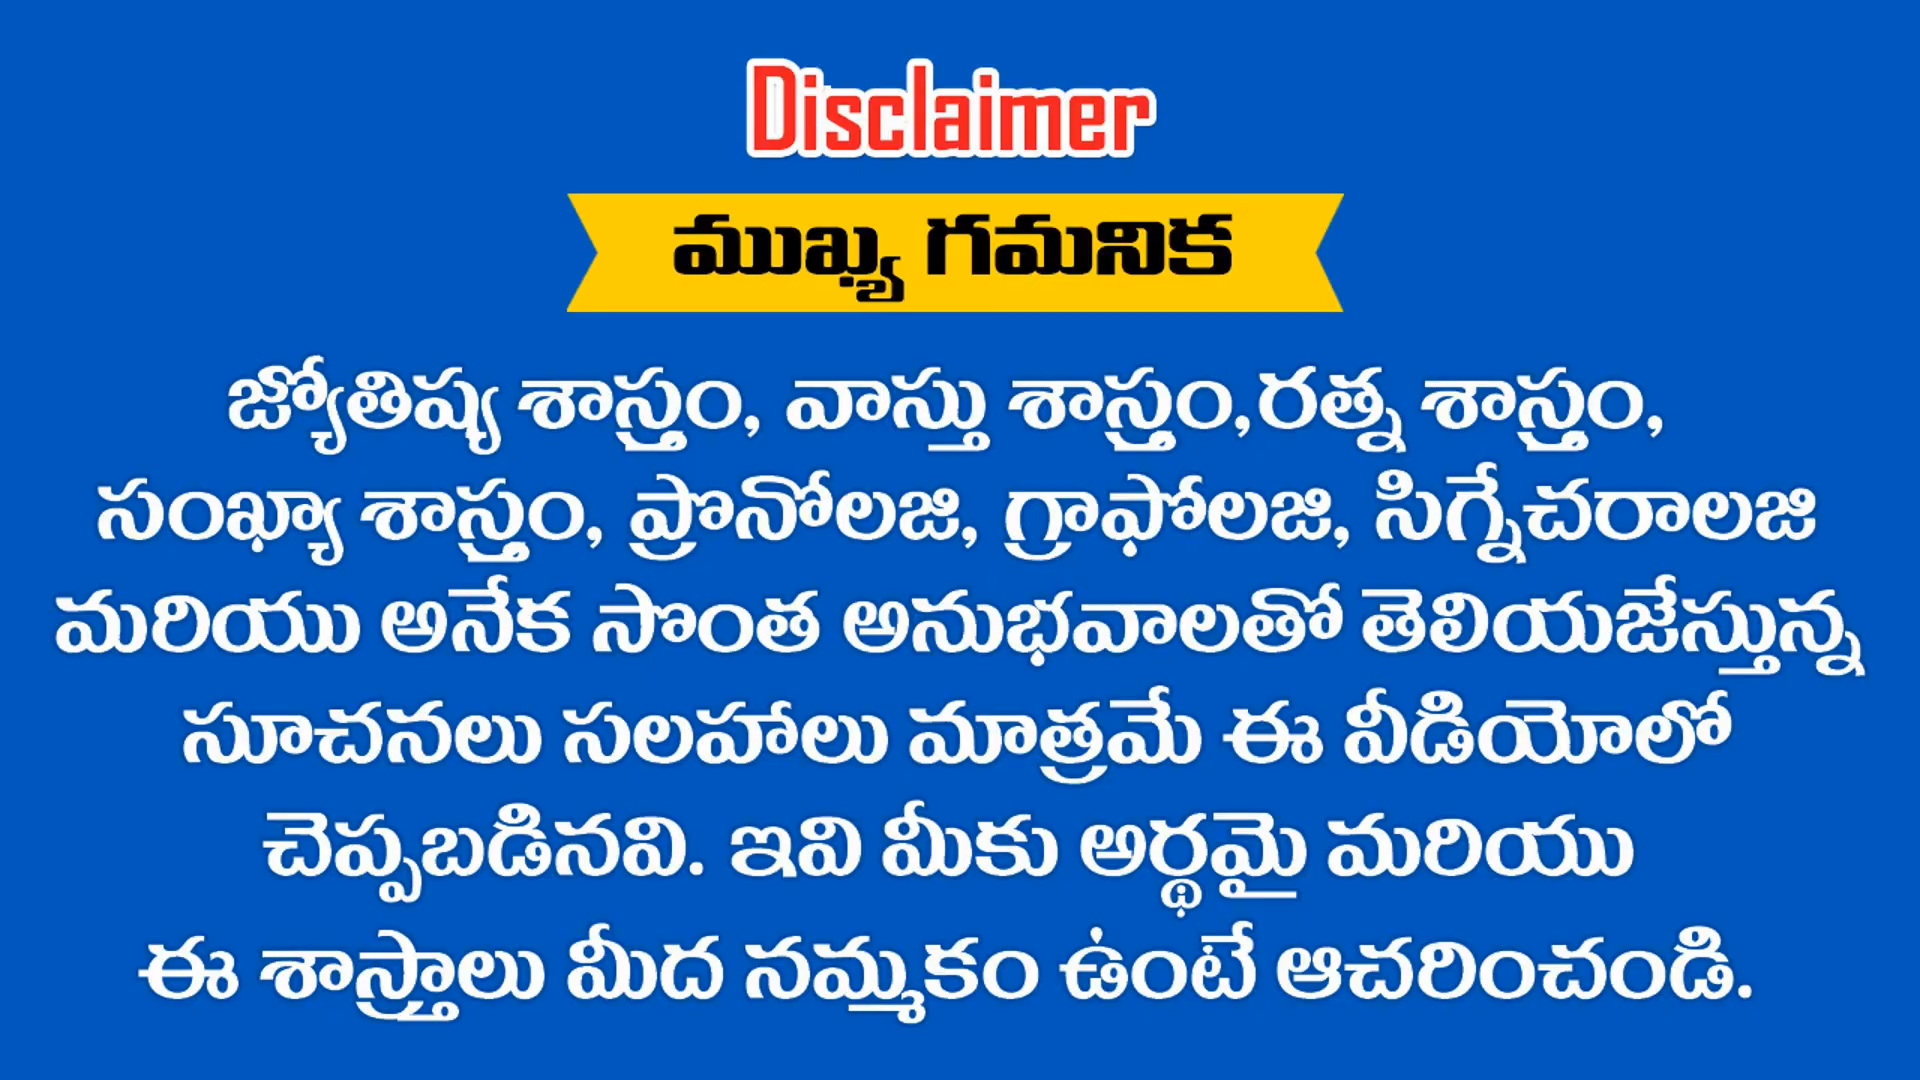 Disclaimer
ముఖ్య గమనిక
జ్యోతిష్య శాస్త్రం, వాస్తు శాస్త్రం,రత్న శాస్త్రం,
సంఖ్యా శాస్త్రం, ప్రొనోలజి, గ్రాఫోలజి, సిగ్నేచరాలజి
మరియు అనేక సొంత అనుభవాలతో తెలియజేస్తున్న
సూచనలు సలహాలు మాత్రమే ఈ వీడియోలో
చెప్పబడినవి. ఇవి మీకు అర్థమై మరియు
ఈ శాస్త్రాలు మీద నమ్మకం ఉంటే ఆచరించండి.